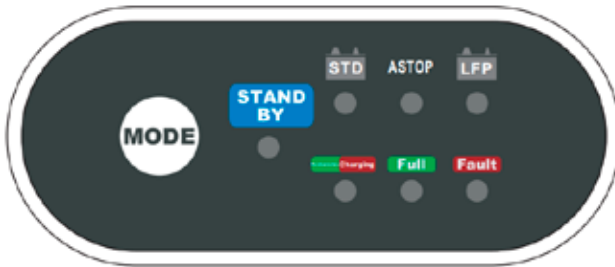 STD
ASTOP
LFP
STAND
BY
MODE
Charging
Full
Fault